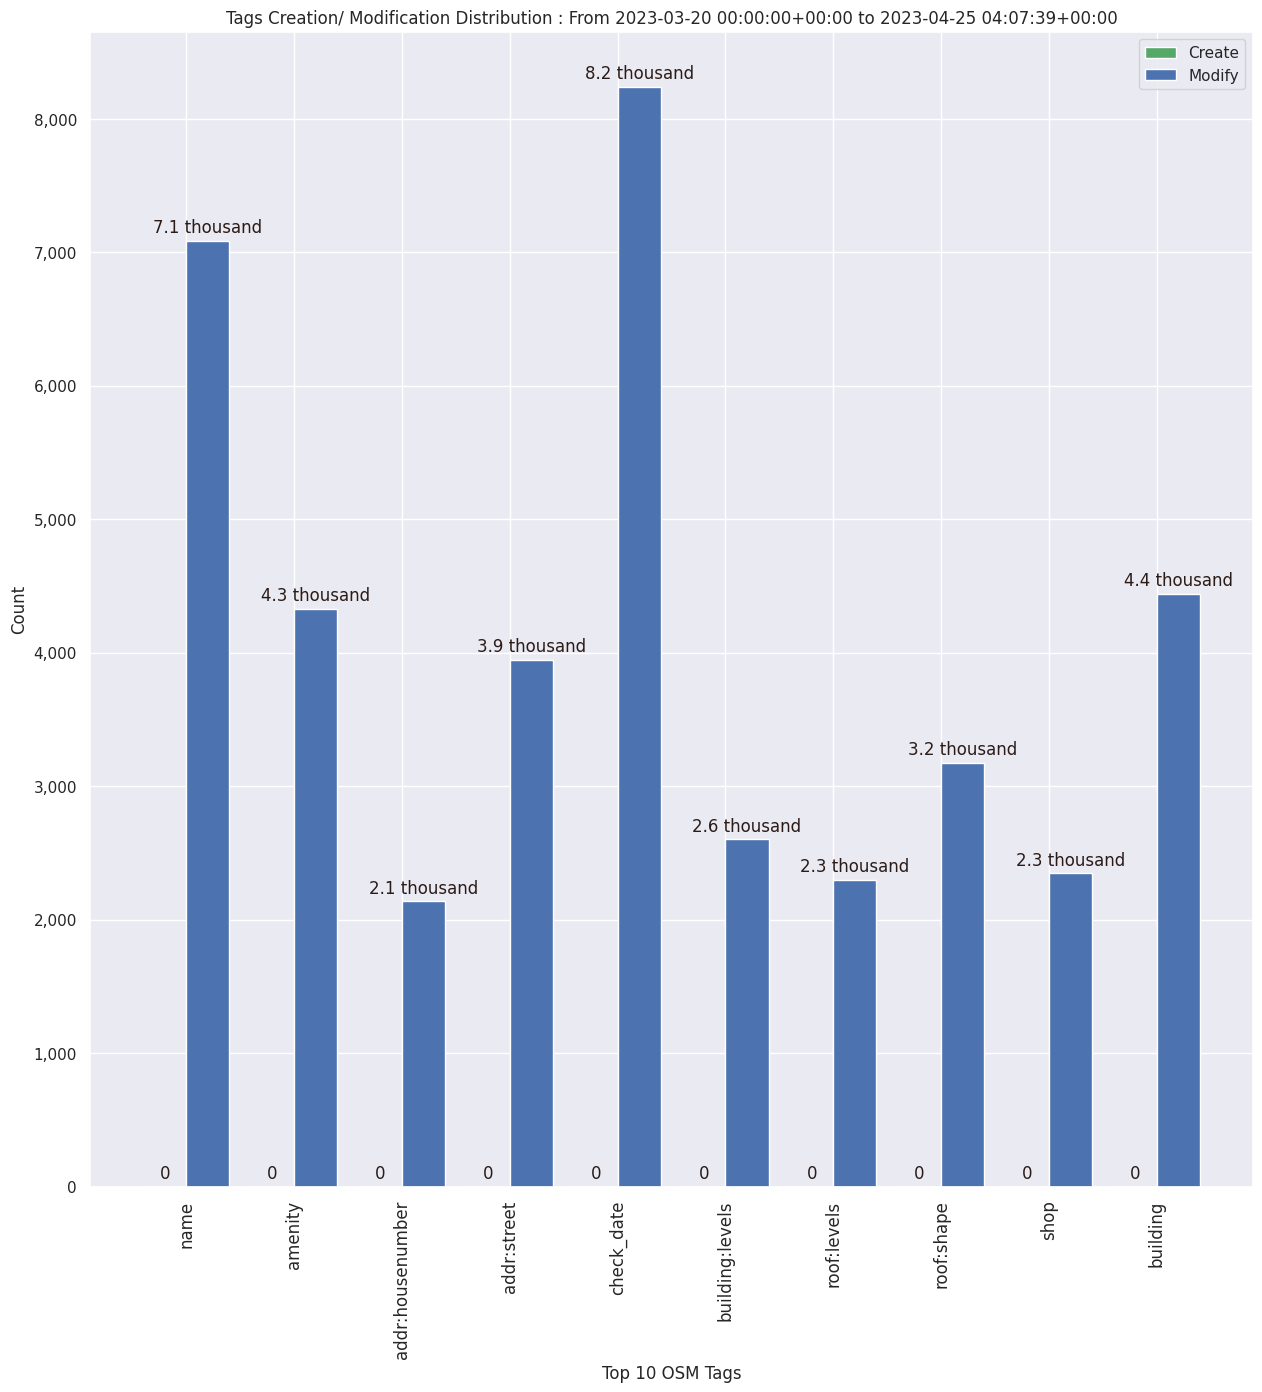 Tags Creation/ Modification Distribution : From 2023-03-20 00:00:00+00:00 to 2023-04-25 04:07:39+00:00
Create
Modify
8.2 thousand
8,000
7.1 thousand
7,000
6,000
5,000
4.4 thousand
4.3 thousand
Count
3.9 thousand
4,000
3.2 thousand
3,000
2.6 thousand
2.3 thousand
2.3 thousand
2.1 thousand
2,000
1,000
0 0 0 0 0 0 0 0 0 0
0
name
amenity
addr:housenumber
addr:street
check_date
building:levels
roof:levels
roof:shape
shop
building
Top 10 OSM Tags